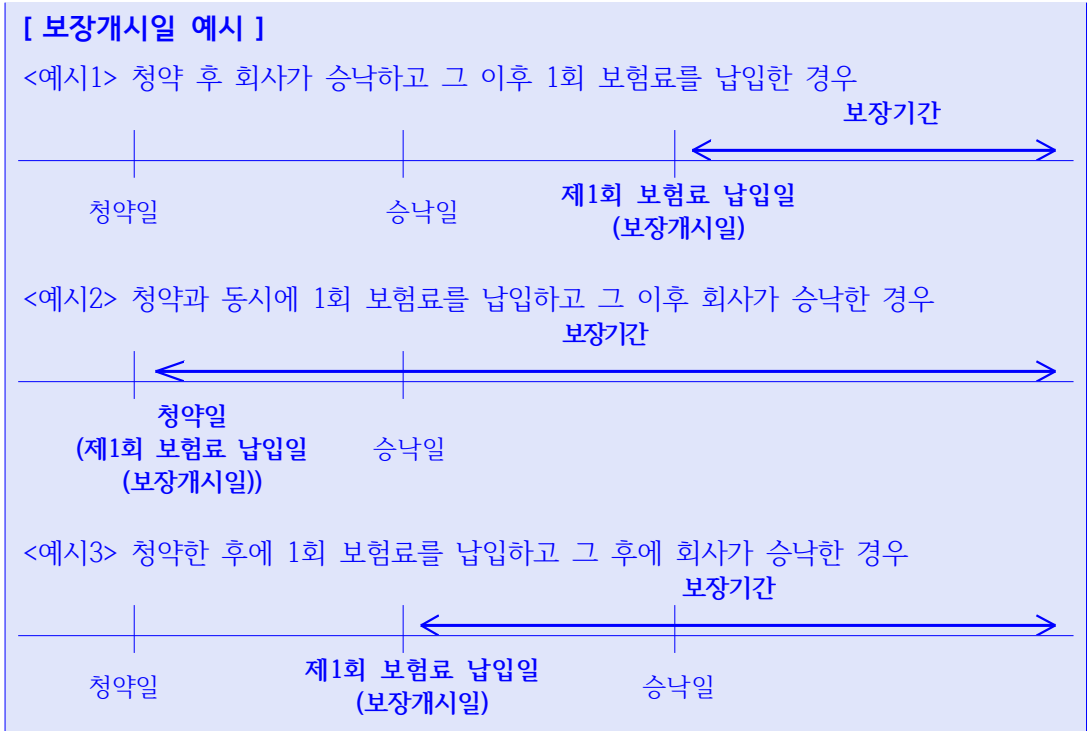 [ 보장개시일 예시 ]
<예시1> 청약 후 회사가 승낙하고 그 이후 1회 보험료를 납입한 경우
보장기간
청약일 승낙일 제1회 보험료 납입일
(보장개시일)
<예시2> 청약과 동시에 1회 보험료를 납입하고 그 이후 회사가 승낙한 경우
보장기간
청약일
(제1회 보험료 납입일 승낙일
(보장개시일))
<예시3> 청약한 후에 1회 보험료를 납입하고 그 후에 회사가 승낙한 경우
보장기간
청약일 제1회 보험료 납입일 승낙일
(보장개시일)